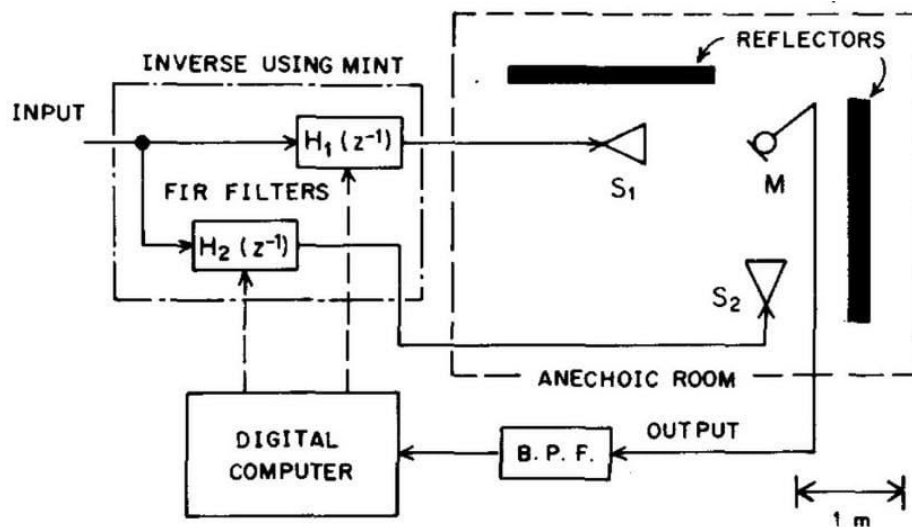 REFLECTORS
INVERSE USING MINT
INPUT
H₁ (z⁻¹)
S₁
M
FIR FILTERS
H₂ (z⁻¹)
S₂
ANECHOIC ROOM
DIGITAL
COMPUTER
B. P. F.
OUTPUT
1 m